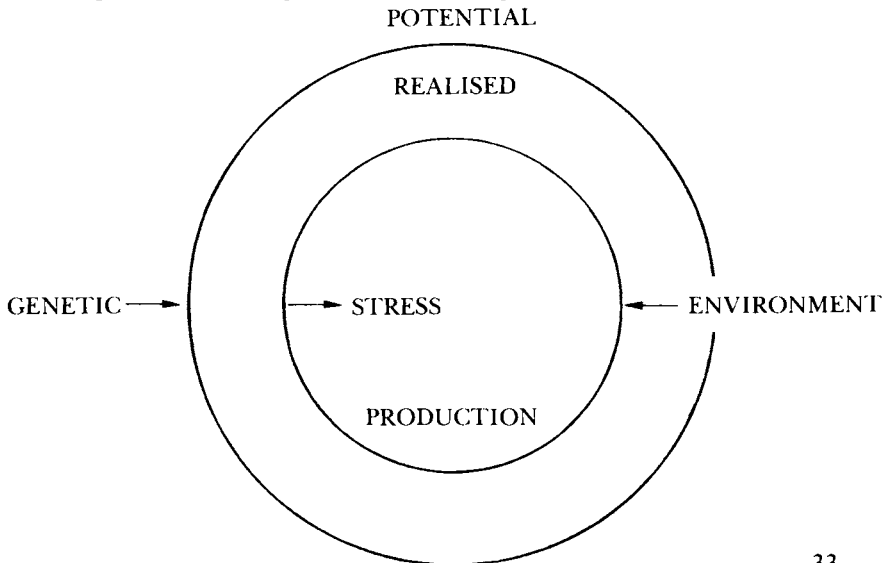 POTENTIAL
REALISED
GENETIC STRESS ENVIRONMENT
PRODUCTION
33